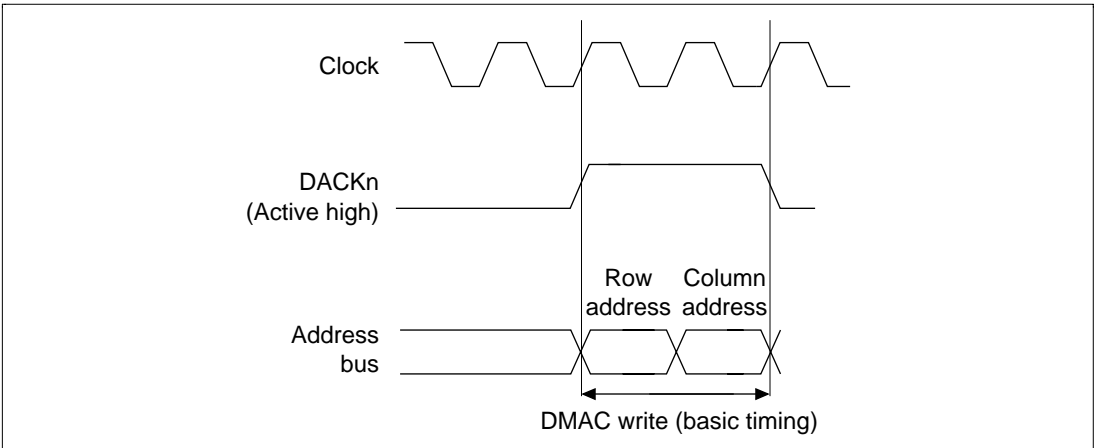 Clock
DACKn
(Active high)
Row
address
Column
address
Address
bus
DMAC write (basic timing)